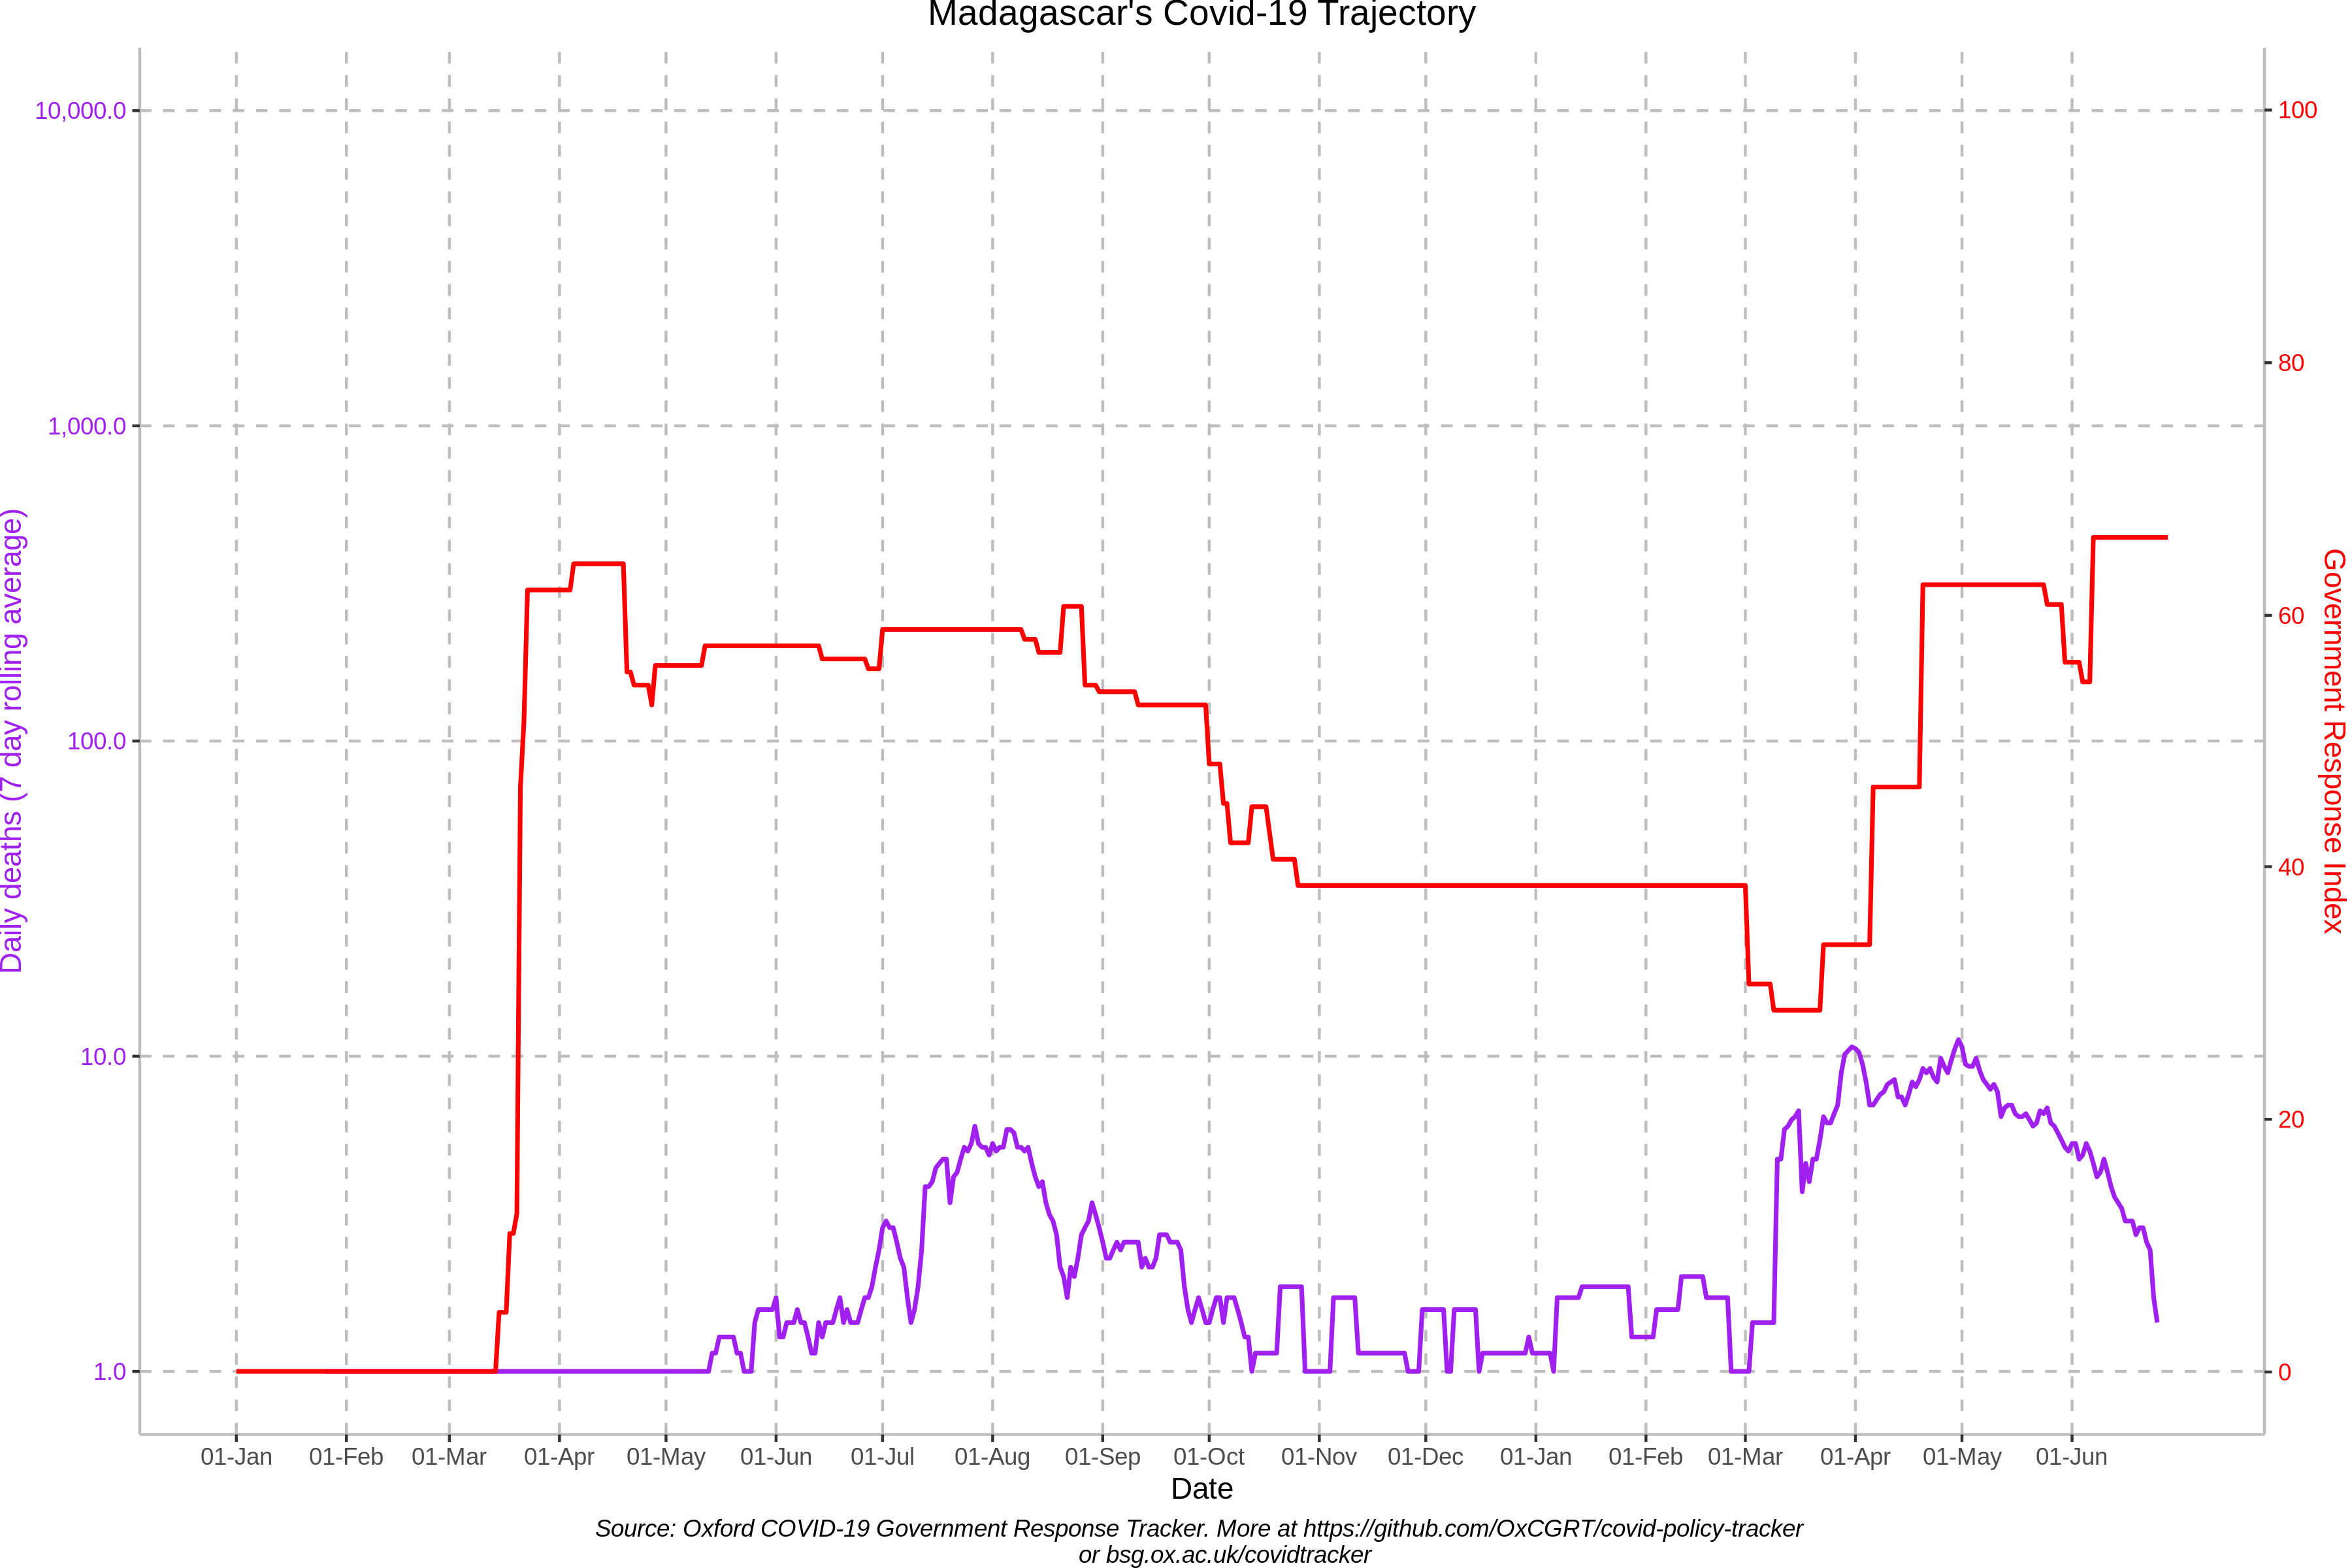 Madagascar's Covid-19 Trajectory
10,000.0
1,000.0
100.0
10.0
1.0
Daily deaths (7 day rolling average)
100
80
60
40
20
0
Government Response Index
01-Jan 01-Feb 01-Mar 01-Apr 01-May 01-Jun 01-Jul 01-Aug 01-Sep 01-Oct 01-Nov 01-Dec 01-Jan 01-Feb 01-Mar 01-Apr 01-May 01-Jun
Date
Source: Oxford COVID-19 Government Response Tracker. More at https://github.com/OxCGRT/covid-policy-tracker
or bsg.ox.ac.uk/covidtracker